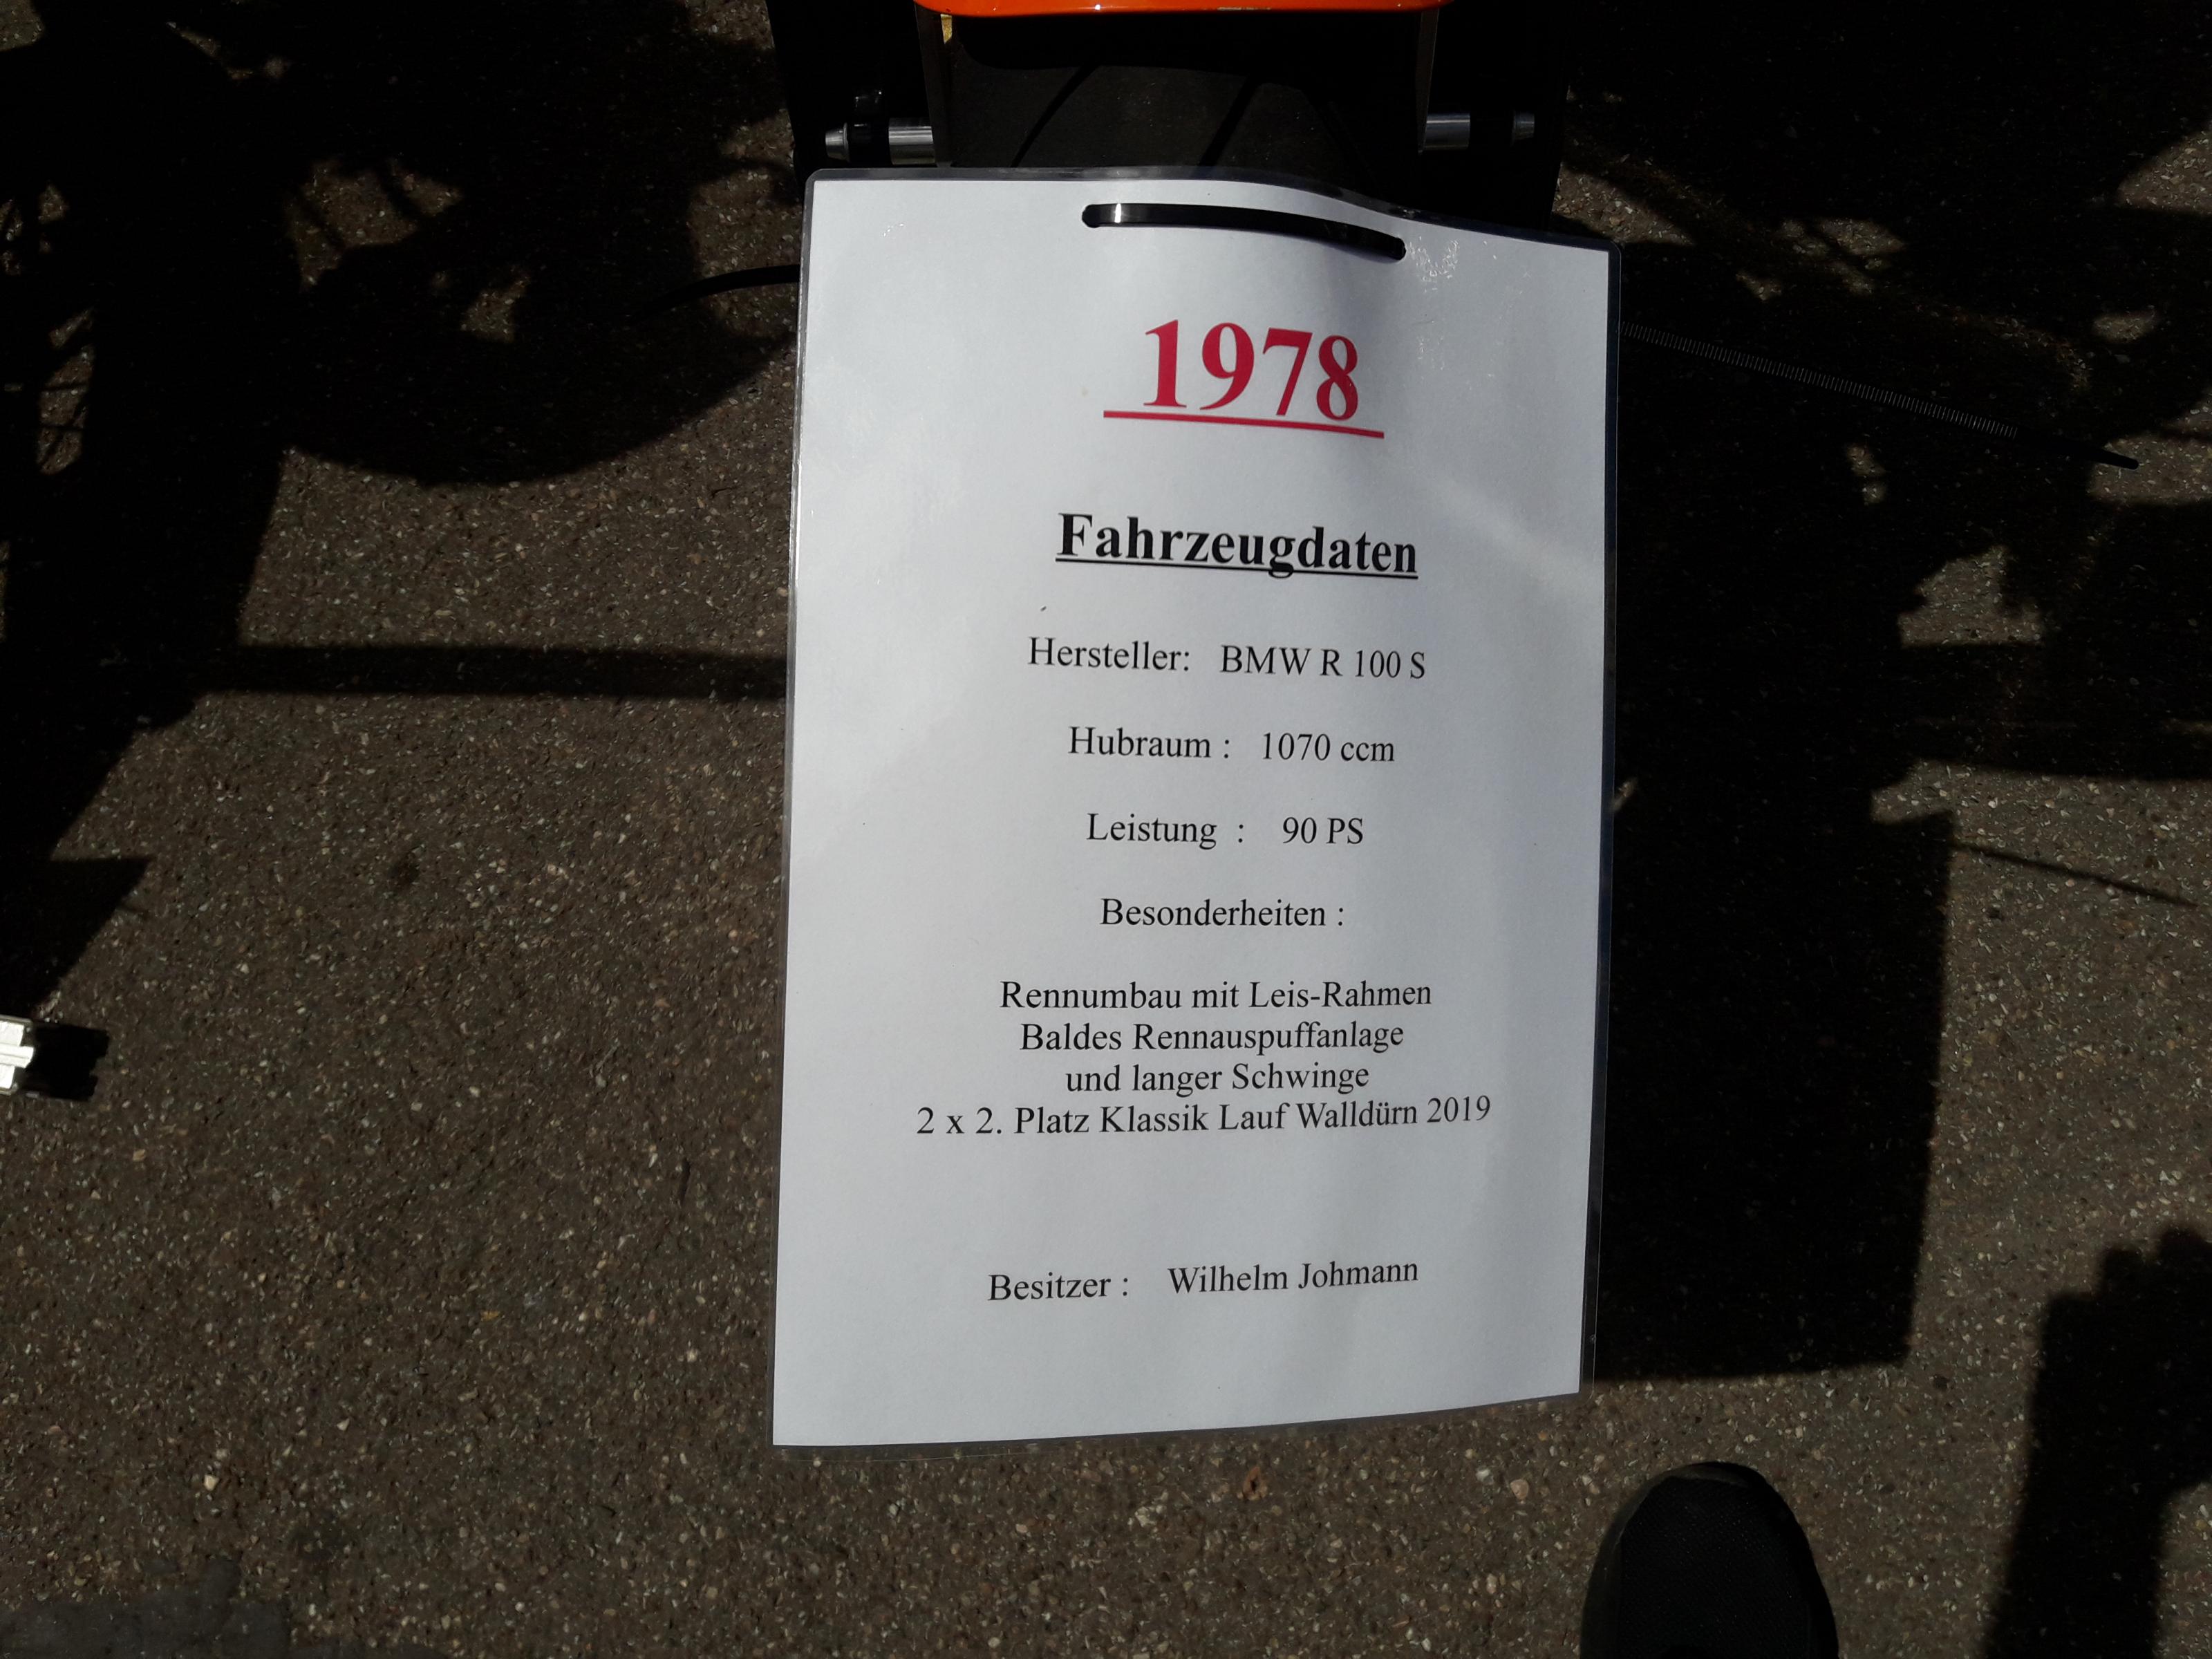 1978
Fahrzeugdaten
Hersteller: BMW R 100 S
Hubraum : 1070 ccm
Leistung : 90 PS
Besonderheiten :
Rennumbau mit Leis-Rahmen
Baldes Rennauspuffanlage
und langer Schwinge
2 x 2. Platz Klassik Lauf Walldürn 2019
Besitzer : Wilhelm Johmann